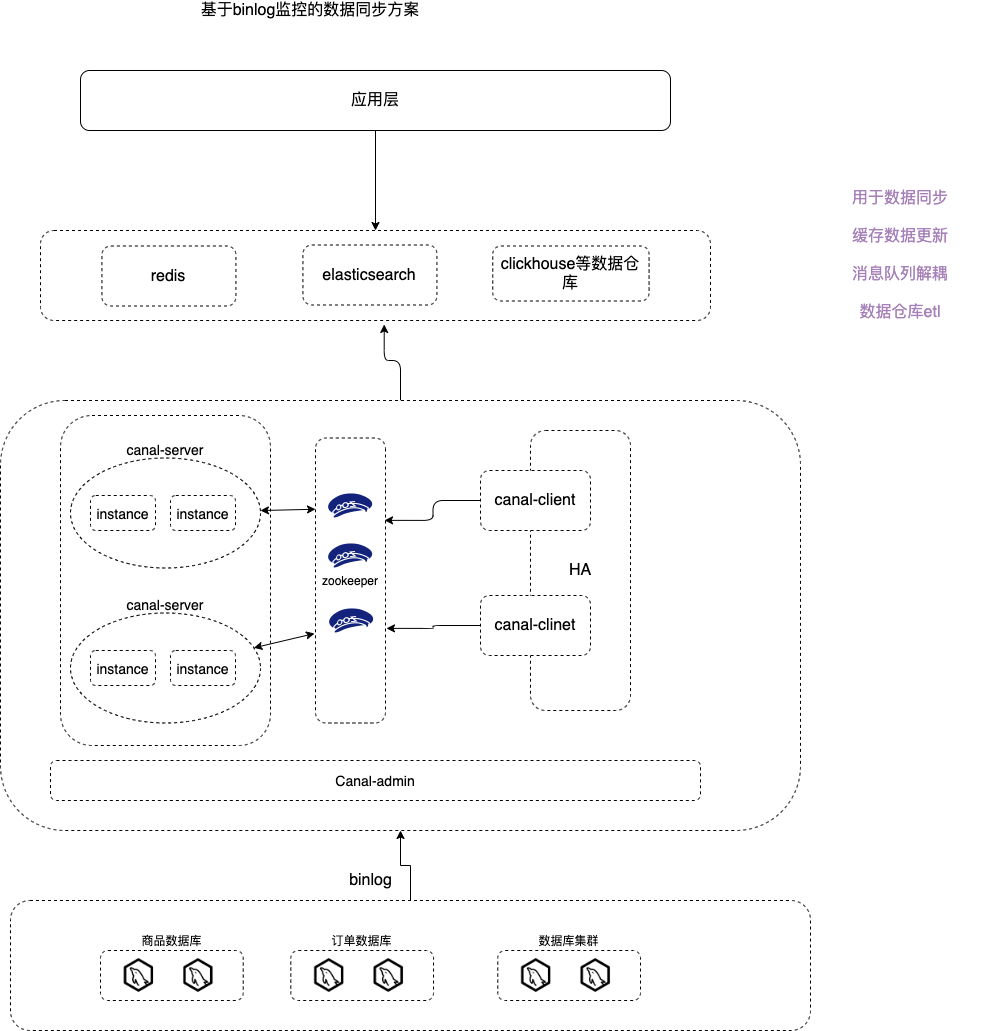 基于binlog监控的数据同步方案
应用层
用于数据同步
缓存数据更新
消息队列解耦
数据仓库etl
redis
elasticsearch
clickhouse等数据仓
库
canal-server
instance
instance
canal-client
HA
zookeeper
canal-server
instance
instance
canal-clinet
Canal-admin
binlog
商品数据库
订单数据库
数据库集群